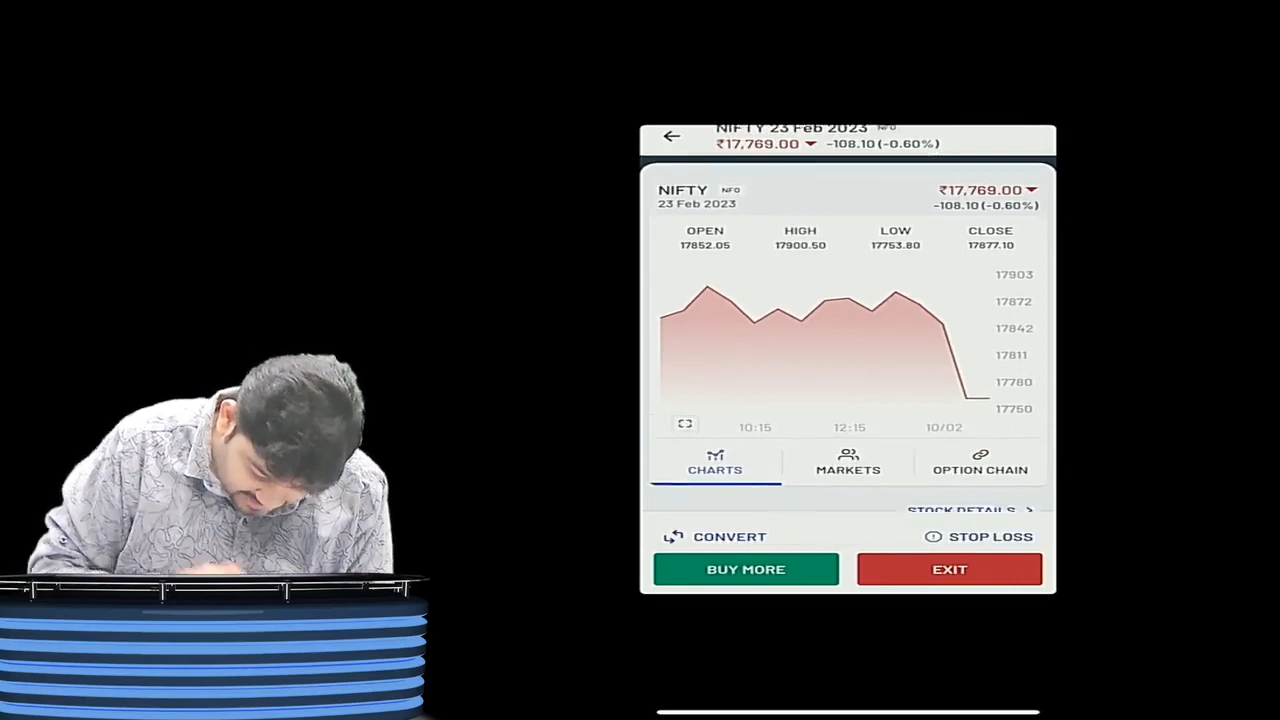 NIFTY 23 Feb 2023 NFO
₹17,769.00 -108.10 (-0.60%)
NIFTY NFO
₹17,769.00
23 Feb 2023
-108.10 (-0.60%)
OPEN HIGH LOW CLOSE
17852.05 17900.50 17753.80 17877.10
17903
17872
17842
17811
17780
17750
10:15 12:15 10/02
CHARTS MARKETS OPTION CHAIN
STOCK DETAILS >
CONVERT STOP LOSS
BUY MORE EXIT